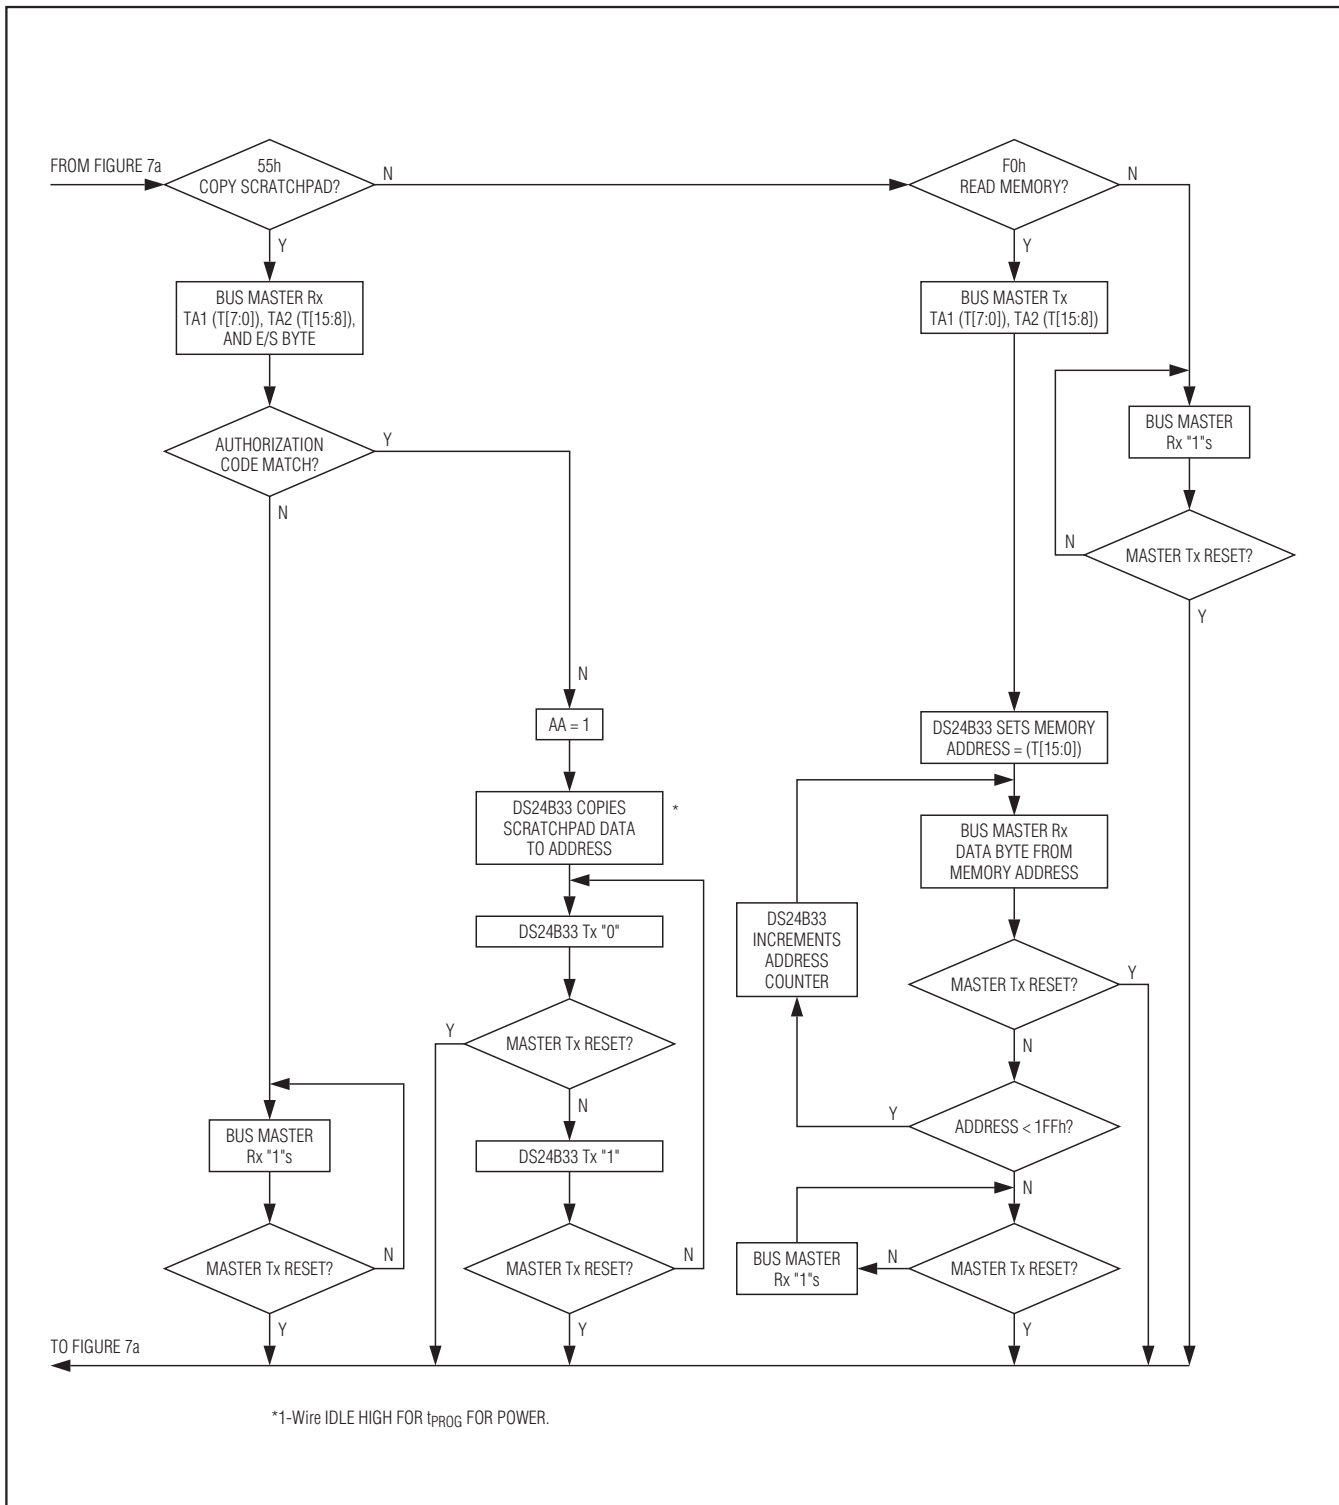 FROM FIGURE 7a
55h
COPY SCRATCHPAD?
N
F0h
READ MEMORY?
N
Y
Y
BUS MASTER Rx
TA1 (T[7:0]), TA2 (T[15:8]),
AND E/S BYTE
BUS MASTER Tx
TA1 (T[7:0]), TA2 (T[15:8])
BUS MASTER
Rx "1"s
AUTHORIZATION
CODE MATCH?
Y
N
MASTER Tx RESET?
N
Y
N
AA = 1
DS24B33 SETS MEMORY
ADDRESS = (T[15:0])
DS24B33 COPIES
SCRATCHPAD DATA
TO ADDRESS
*
BUS MASTER Rx
DATA BYTE FROM
MEMORY ADDRESS
DS24B33 Tx "0"
DS24B33
INCREMENTS
ADDRESS
COUNTER
MASTER Tx RESET?
Y
N
Y
MASTER Tx RESET?
N
ADDRESS < 1FFh?
Y
N
BUS MASTER
Rx "1"s
DS24B33 Tx "1"
MASTER Tx RESET?
N
Y
MASTER Tx RESET?
N
Y
BUS MASTER
Rx "1"s
N
MASTER Tx RESET?
Y
TO FIGURE 7a
*1-Wire IDLE HIGH FOR tPROG FOR POWER.